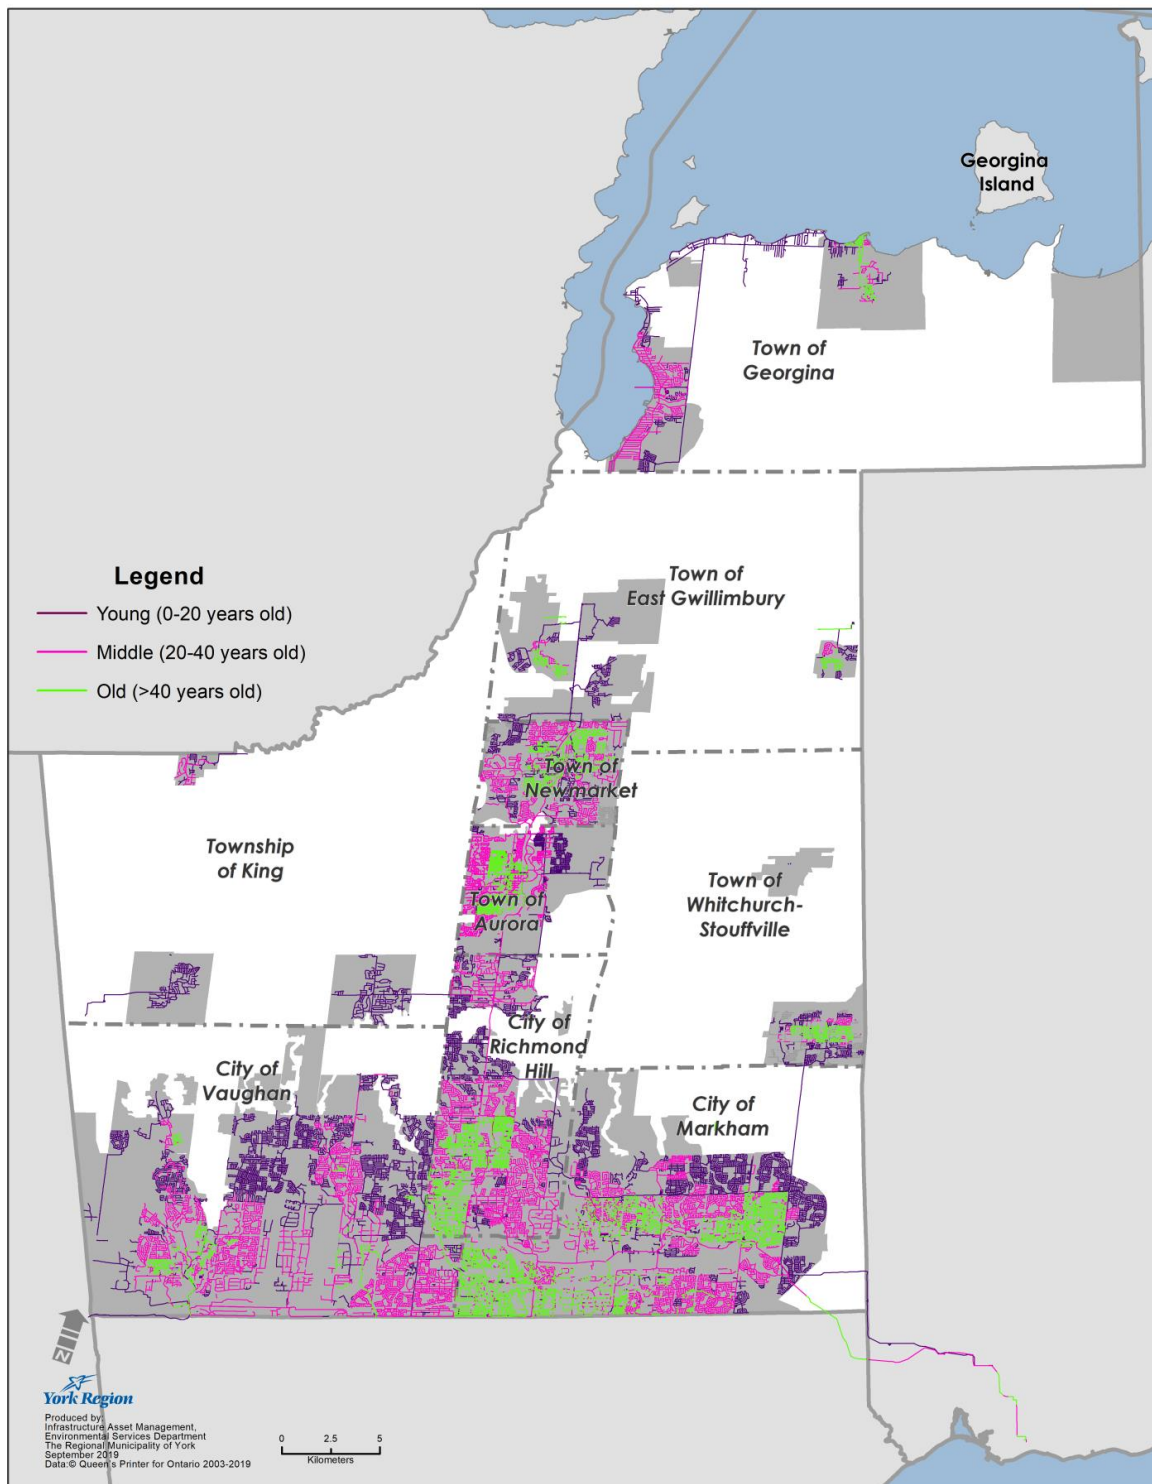 Georgina
Island
Town of
Georgina
Legend
Young (0-20 years old)
Middle (20-40 years old)
Old (>40 years old)
Town of
East Gwillimbury
Town of
Newmarket
Township
of King
Town of
Aurora
Town of
Whitchurch-
Stouffville
City of
Richmond
Hill
City of
Vaughan
City of
Markham
N
York Region
Produced by:
Infrastructure Asset Management,
Environmental Services Department
The Regional Municipality of York
September 2019
Data:© Queen's Printer for Ontario 2003-2019
0 2.5 5
Kilometers